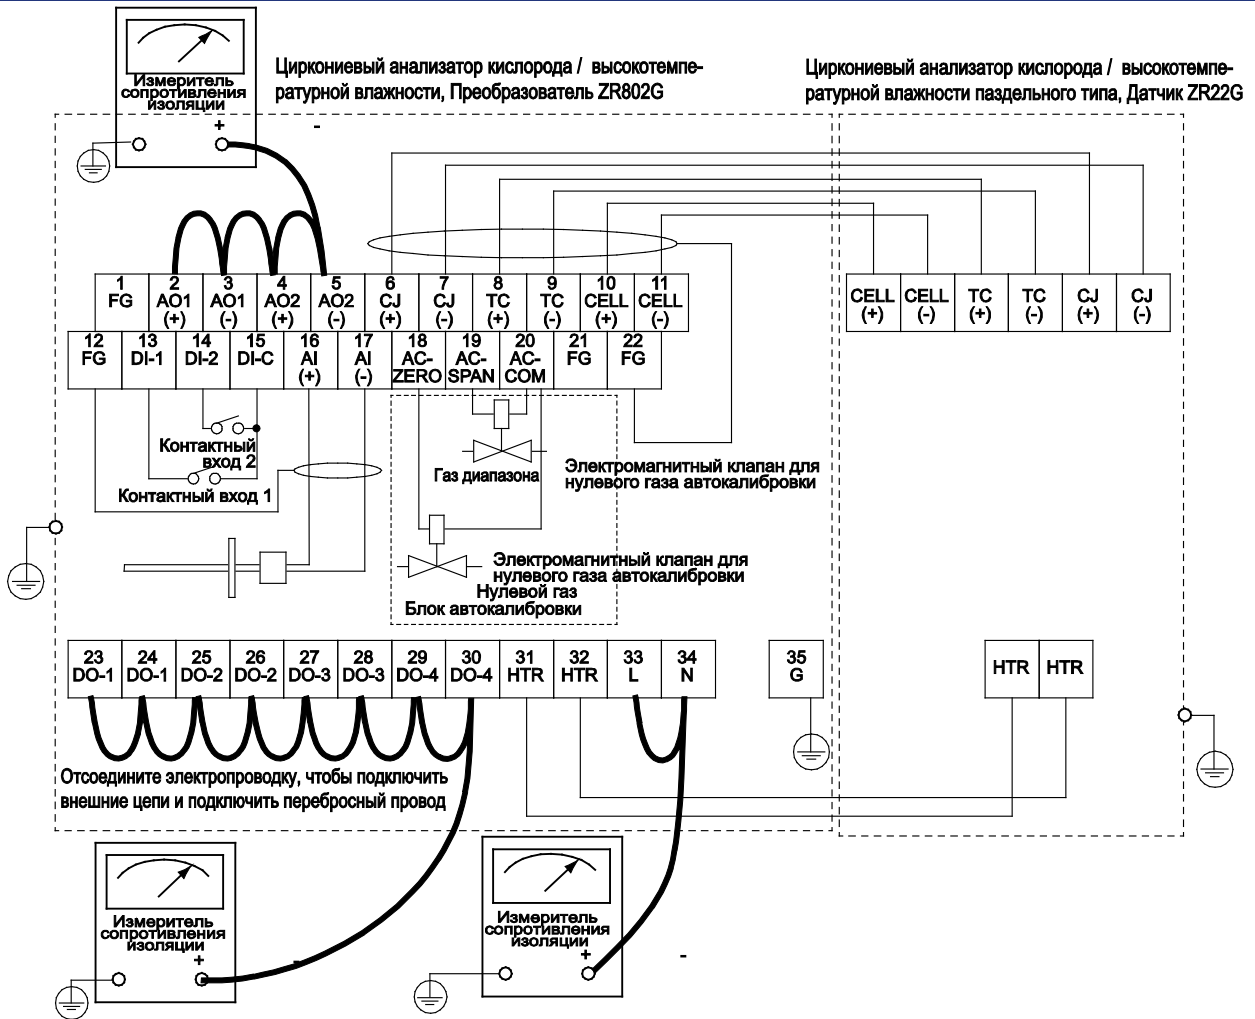 Измеритель
сопротивления
изоляции
+
-
Циркониевый анализатор кислорода / высокотемпе-
ратурной влажности, Преобразователь ZR802G
Циркониевый анализатор кислорода / высокотемпе-
ратурной влажности паздельного типа, Датчик ZR22G
1 2 3 4 5 6 7 8 9 10 11
FG AO1 AO1 AO2 AO2 CJ CJ TC TC CELL CELL
(+) (-) (+) (-) (+) (-) (+) (-) (+) (-)
CELL CELL TC TC CJ CJ
(+) (-) (+) (-) (+) (-)
12 13 14 15 16 17 18 19 20 21 22
FG DI-1 DI-2 DI-C AI AI AC- AC- AC- FG FG
(+) (-) ZERO SPAN COM
Контактный
вход 2
Контактный вход 1
Газ диапазона
Электромагнитный клапан для
нулевого газа автокалибровки
Электромагнитный клапан для
нулевого газа автокалибровки
Нулевой газ
Блок автокалибровки
23 24 25 26 27 28 29 30 31 32 33 34 35
DO-1 DO-1 DO-2 DO-2 DO-3 DO-3 DO-4 DO-4 HTR HTR L N G
HTR HTR
Отсоедините электропроводку, чтобы подключить
внешние цепи и подключить перебросный провод
Измеритель
сопротивления
изоляции
+
-
Измеритель
сопротивления
изоляции
+
-